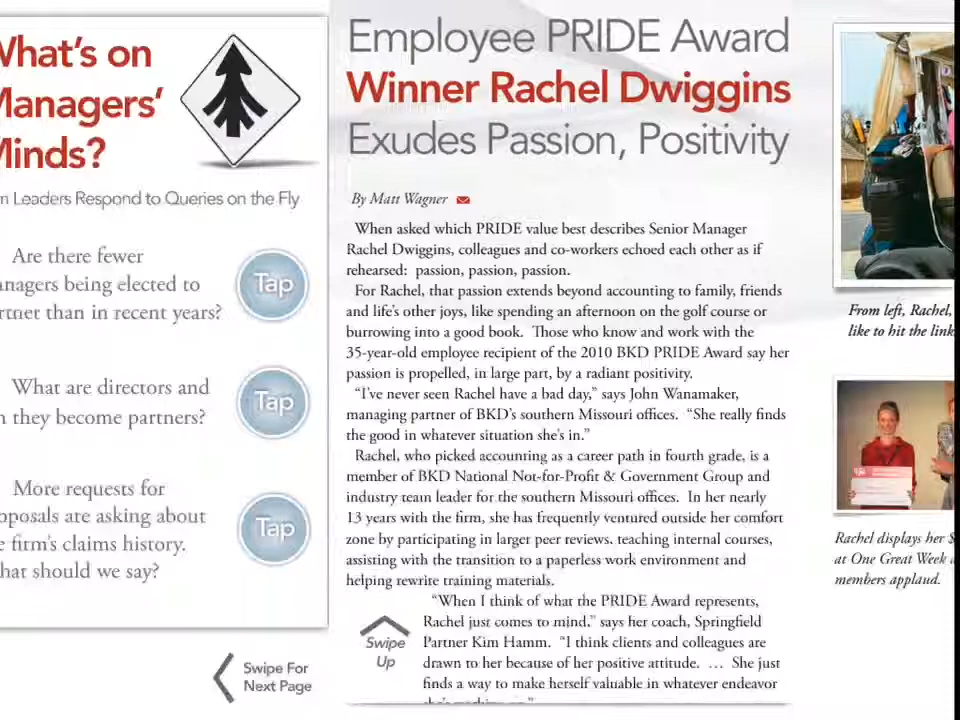 What's on
Managers'
Minds?
Leaders Respond to Queries on the Fly
Are there fewer
managers being elected to
partner than in recent years?
Tap
What are directors and
they become partners?
Tap
More requests for
proposals are asking about
firm's claims history.
What should we say?
Tap
Swipe For
Next Page
Employee PRIDE Award
Winner Rachel Dwiggins
Exudes Passion, Positivity
By Matt Wagner
When asked which PRIDE value best describes Senior Manager
Rachel Dwiggins, colleagues and co-workers echoed each other as if
rehearsed: passion, passion, passion.
For Rachel, that passion extends beyond accounting to family, friends
and life's other joys, like spending an afternoon on the golf course or
burrowing into a good book. Those who know and work with the
35-year-old employee recipient of the 2010 BKD PRIDE Award say her
passion is propelled, in large part, by a radiant positivity.
"I've never seen Rachel have a bad day," says John Wanamaker,
managing partner of BKD's southern Missouri offices. "She really finds
the good in whatever situation she's in."
Rachel, who picked accounting as a career path in fourth grade, is a
member of BKD National Not-for-Profit & Government Group and
industry team leader for the southern Missouri offices. In her nearly
13 years with the firm, she has frequently ventured outside her comfort
zone by participating in larger peer reviews, teaching internal courses,
assisting with the transition to a paperless work environment and
helping rewrite training materials.
"When I think of what the PRIDE Award represents,
Rachel just comes to mind," says her coach, Springfield
Partner Kim Hamm. "I think clients and colleagues are
drawn to her because of her positive attitude. … She just
finds a way to make herself valuable in whatever endeavor
Swipe
Up
From left, Rachel,
like to hit the link
Rachel displays her $
at One Great Week
members applaud.